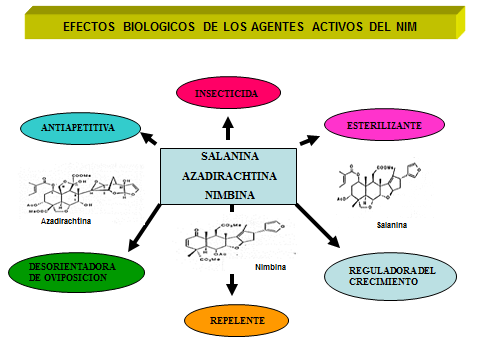 EFECTOS BIOLOGICOS DE LOS AGENTES ACTIVOS DEL NIM
INSECTICIDA
ANTIAPETITIVA
ESTERILIZANTE
SALANINA
AZADIRACHTINA
NIMBINA
Azadirachtina
Salanina
Nimbina
DESORIENTADORA
DE OVIPOSICION
REGULADORA DEL
CRECIMIENTO
REPELENTE